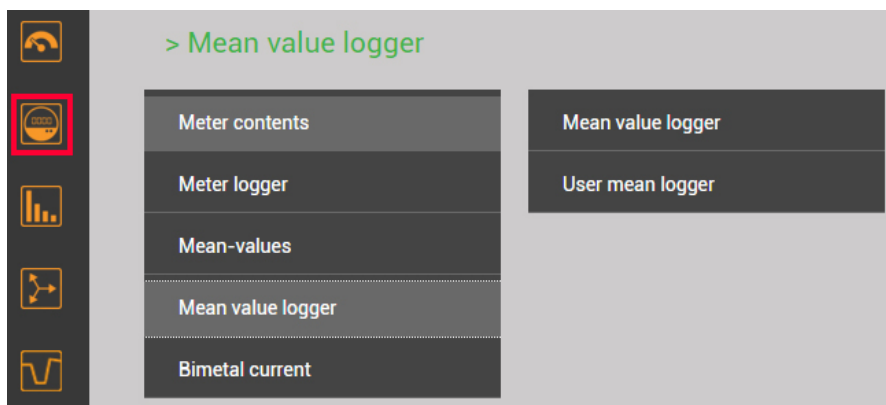 > Mean value logger
Meter contents
Meter logger
Mean-values
Mean value logger
Bimetal current
Mean value logger
User mean logger